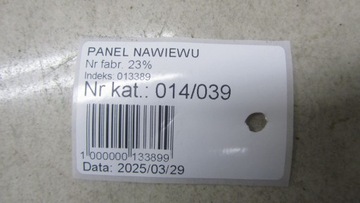 PANEL NAWIEWU
Nr fabr. 23%
Indeks. 013389
Nr kat.: 014/039
1 000000 133899
Data: 2025/03/29